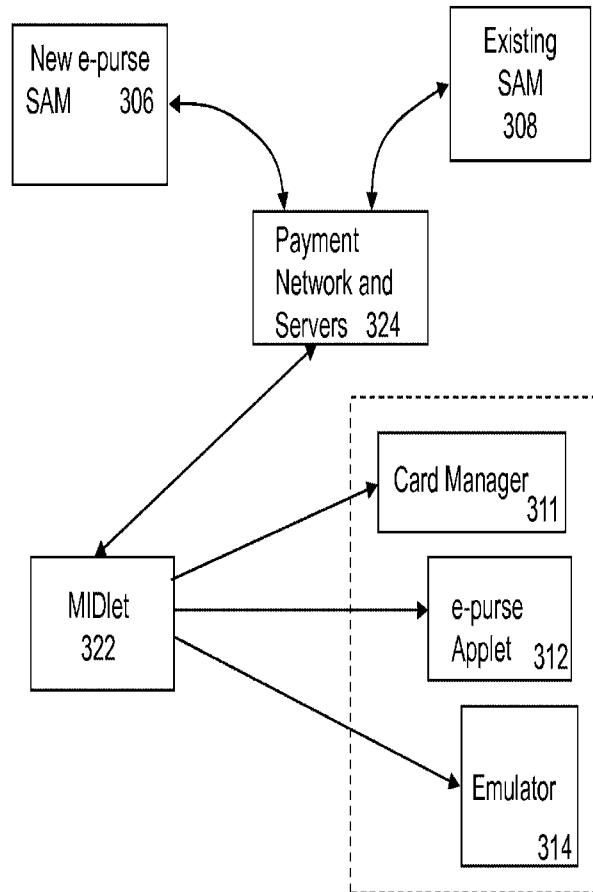 New e-purse
SAM 306
Existing
SAM
308
Payment
Network and
Servers 324
Card Manager
311
MIDlet
322
e-purse
Applet 312
Emulator
314